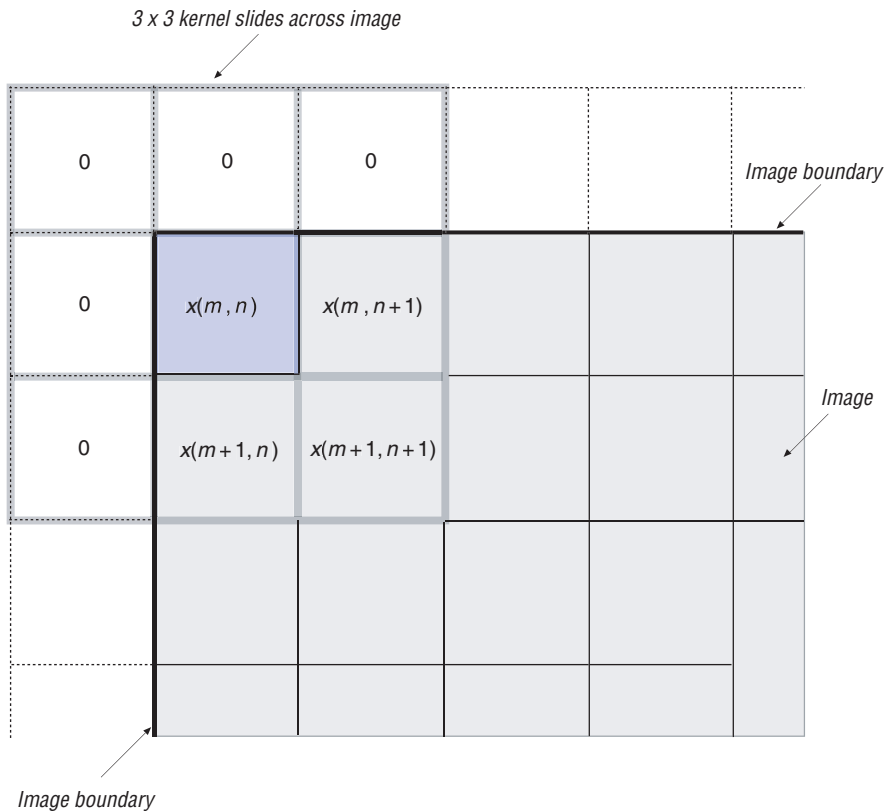 3 x 3 kernel slides across image
0 0 0
Image boundary
0 x(m,n) x(m,n+1)
Image
0 x(m+1,n) x(m+1,n+1)
Image boundary